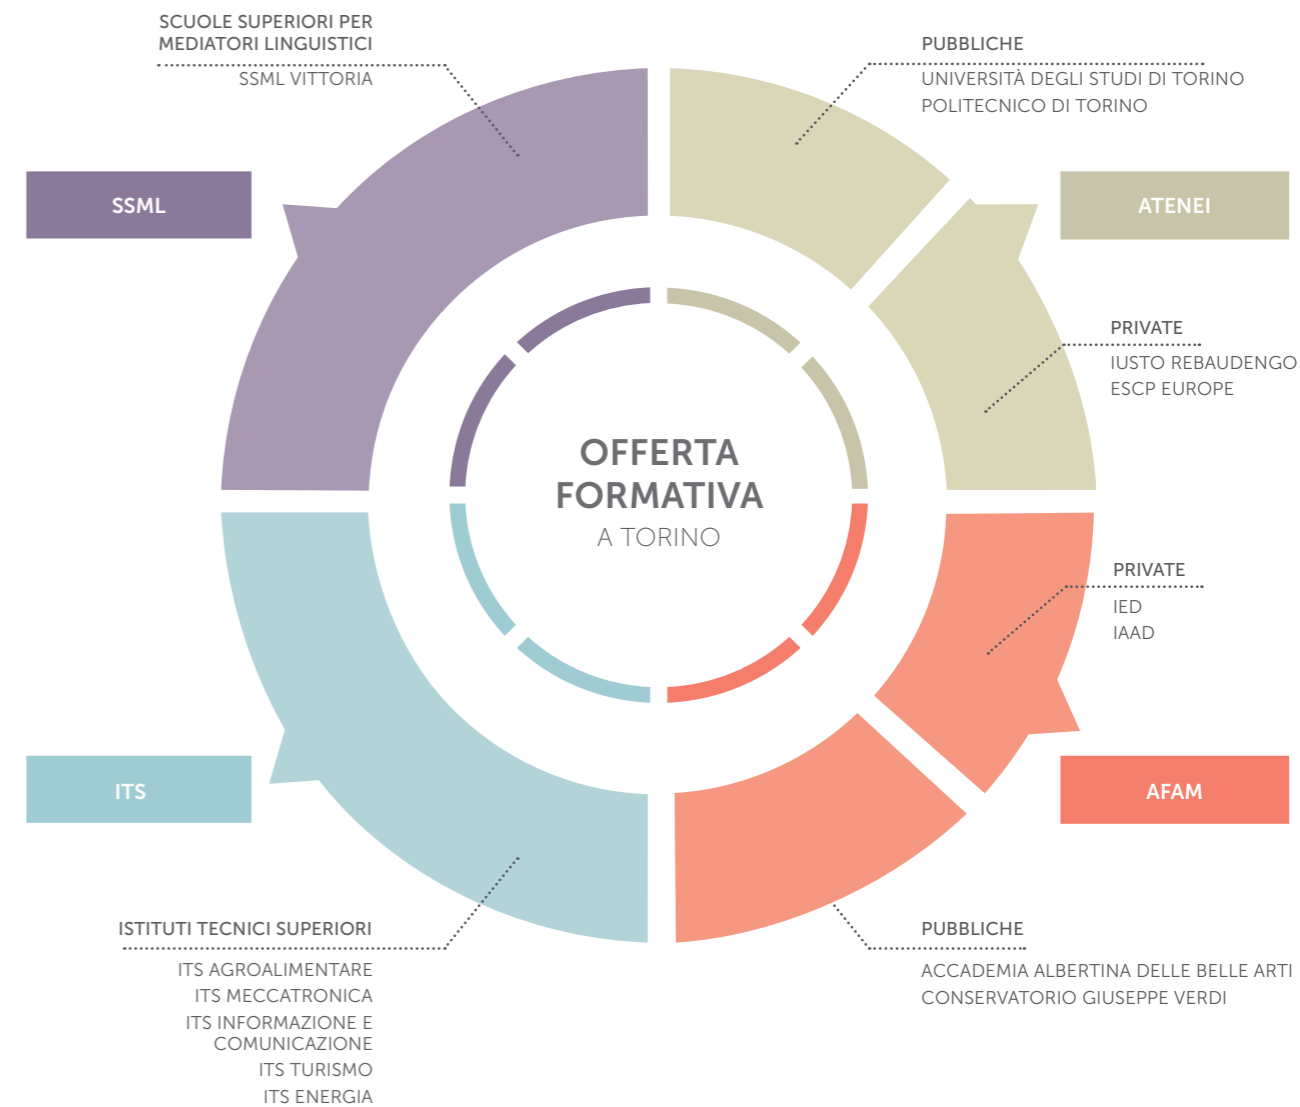 SCUOLE SUPERIORI PER
MEDIATORI LINGUISTICI
SSML VITTORIA
PUBBLICHE
UNIVERSITÀ DEGLI STUDI DI TORINO
POLITECNICO DI TORINO
SSML
ATENEI
PRIVATE
IUSTO REBAUDENGO
ESCP EUROPE
OFFERTA
FORMATIVA
A TORINO
PRIVATE
IED
IAAD
ITS
AFAM
ISTITUTI TECNICI SUPERIORI
ITS AGROALIMENTARE
ITS MECCATRONICA
ITS INFORMAZIONE E
COMUNICAZIONE
ITS TURISMO
ITS ENERGIA
PUBBLICHE
ACCADEMIA ALBERTINA DELLE BELLE ARTI
CONSERVATORIO GIUSEPPE VERDI